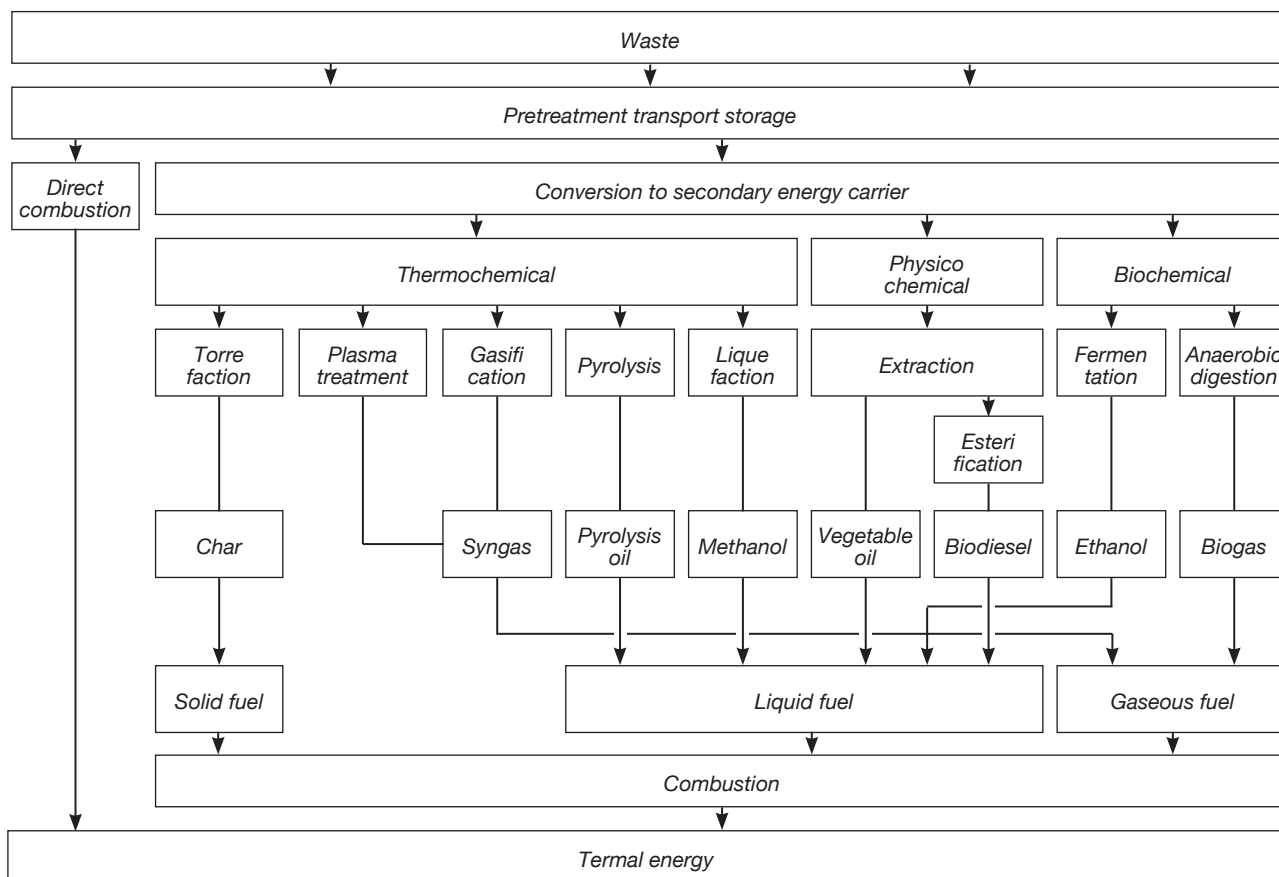 Waste
Pretreatment transport storage
Direct
combustion
Conversion to secondary energy carrier
Thermochemical
Physico
chemical
Biochemical
Torre
faction
Plasma
treatment
Gasifi
cation
Pyrolysis
Lique
faction
Extraction
Fermen
tation
Anaerobic
digestion
Esteri
fication
Char
Syngas
Pyrolysis
oil
Methanol
Vegetable
oil
Biodiesel
Ethanol
Biogas
Solid fuel
Liquid fuel
Gaseous fuel
Combustion
Termal energy